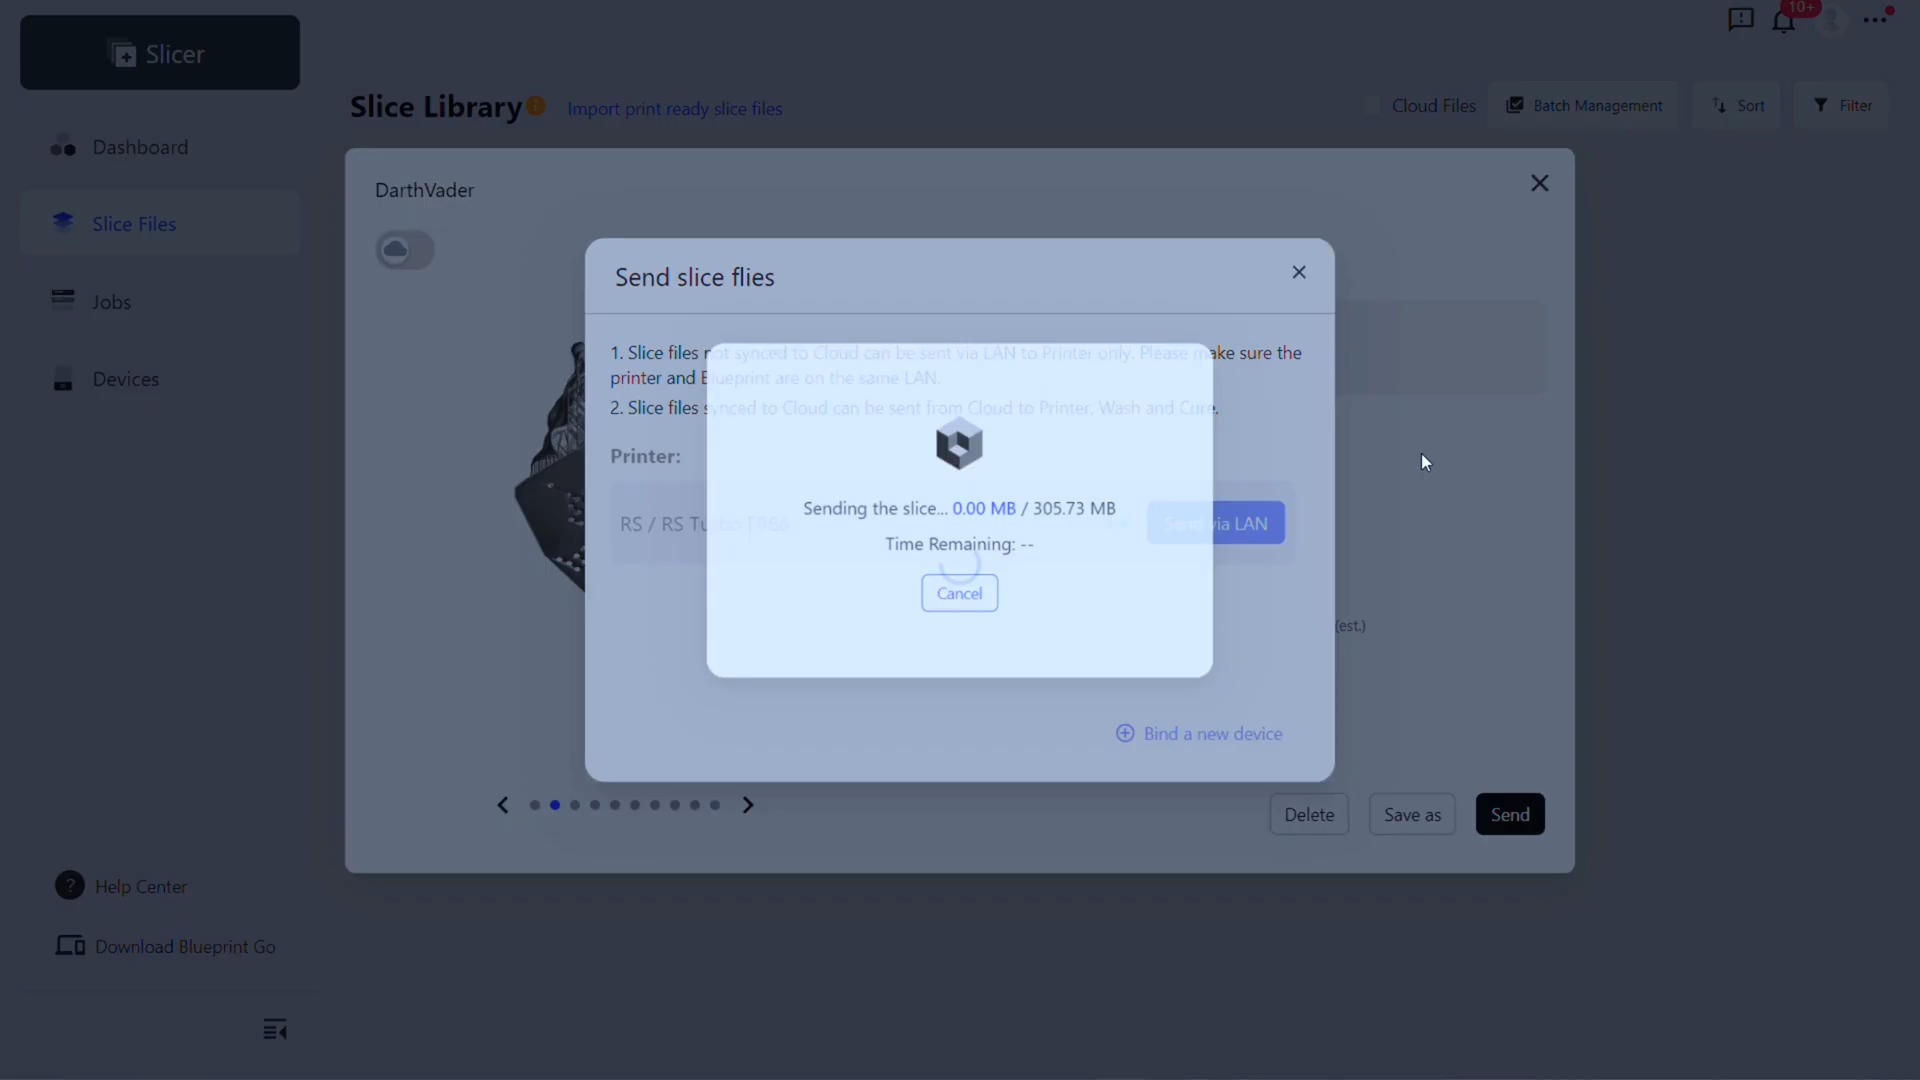 Slicer
10+
Slice Library
Import print ready slice files
Cloud Files
Batch Management
Sort
Filter
Dashboard
Slice Files
Jobs
Devices
DarthVader
Send slice flies
1. Slice files not synced to Cloud can be sent via LAN to Printer only. Please make sure the
printer and Blueprint are on the same LAN.
2. Slice files synced to Cloud can be sent from Cloud to Printer, Wash and Cure.
Printer:
Sending the slice... 0.00 MB / 305.73 MB
RS / RS Turbo
Send via LAN
Time Remaining: --
Cancel
(est.)
Bind a new device
Delete
Save as
Send
Help Center
Download Blueprint Go